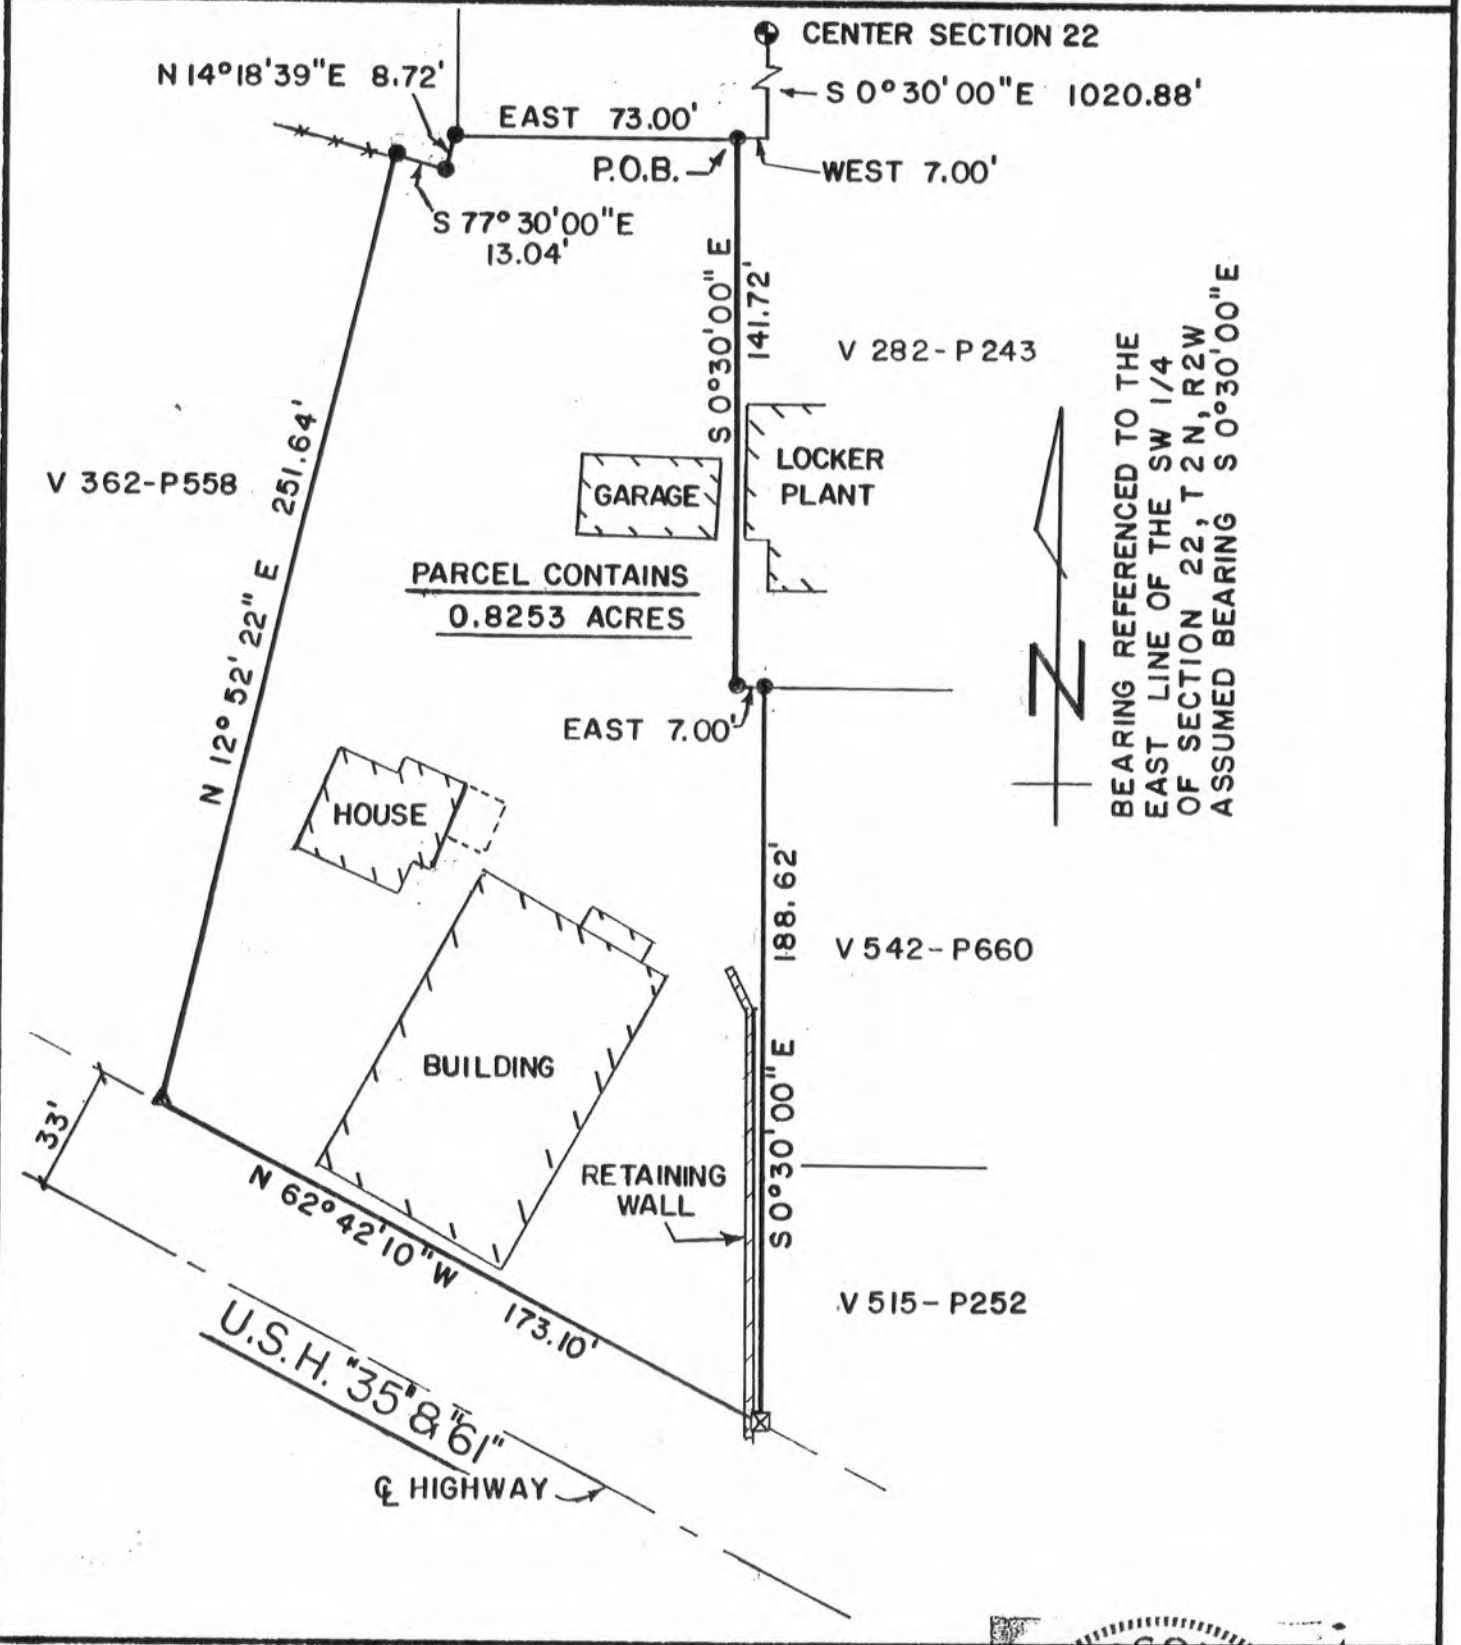 CENTER SECTION 22
N 14°18'39"E 8.72'
S 0°30'00"E 1020.88'
EAST 73.00'
P.O.B.
WEST 7.00'
S 77°30'00"E
13.04'
S 0°30'00" E
141.72'
V 282-P243
BEARING REFERENCED TO THE
EAST LINE OF THE SW 1/4
OF SECTION 22, T2N, R2W
ASSUMED BEARING S 0°30'00"E
V 362-P558
N 12°52'22" E 251.64'
GARAGE
LOCKER
PLANT
PARCEL CONTAINS
0.8253 ACRES
N
EAST 7.00'
HOUSE
S 0°30'00" E 188.62'
V 542-P660
BUILDING
33'
RETAINING
WALL
N 62°42'10"W 173.10'
V 515-P252
U.S.H. "35"&"61"
℄ HIGHWAY